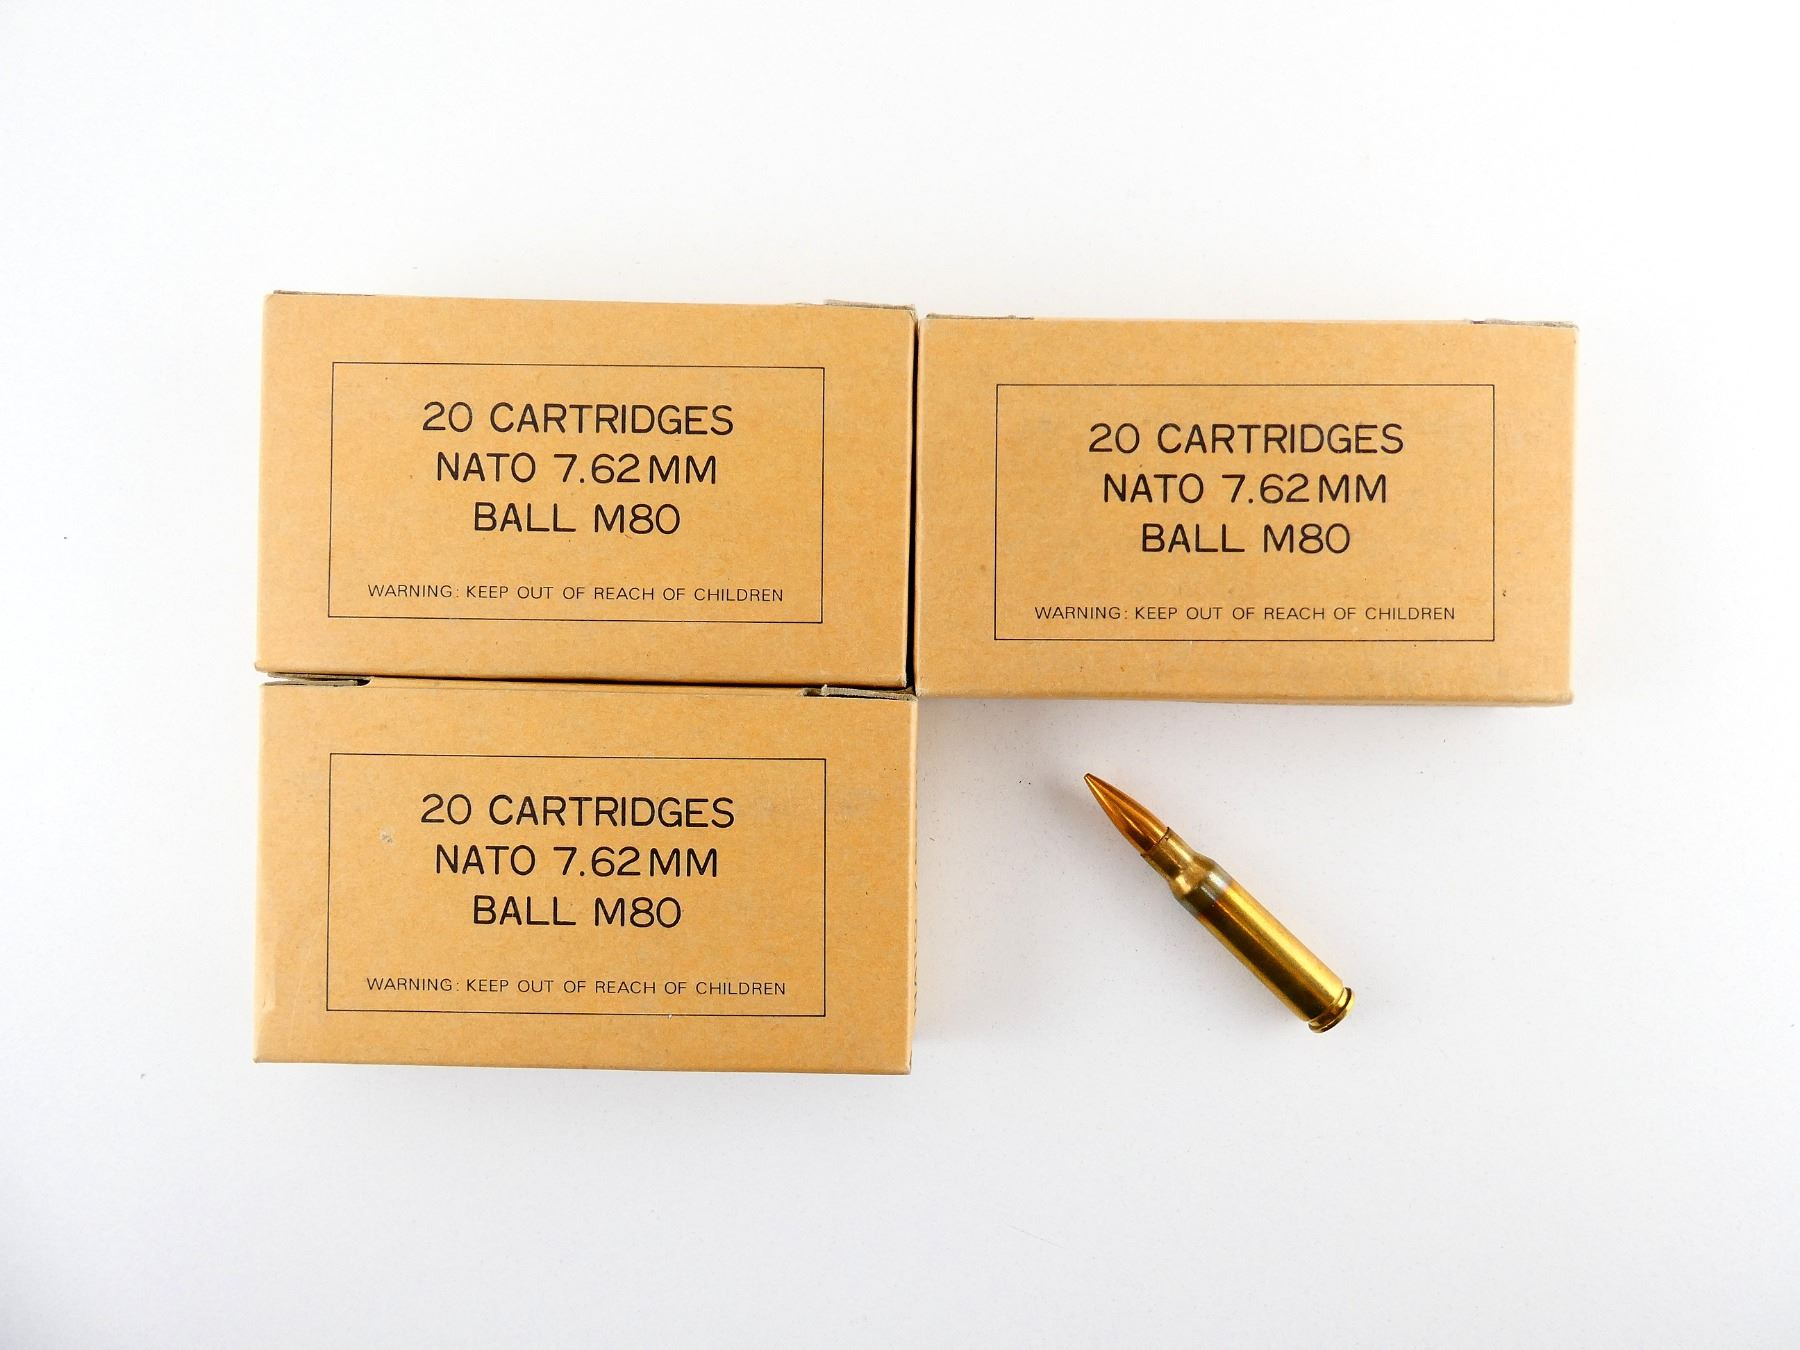 20 CARTRIDGES
NATO 7.62MM
BALL M80
WARNING: KEEP OUT OF REACH OF CHILDREN
20 CARTRIDGES
NATO 7.62MM
BALL M80
WARNING: KEEP OUT OF REACH OF CHILDREN
20 CARTRIDGES
NATO 7.62MM
BALL M80
WARNING: KEEP OUT OF REACH OF CHILDREN